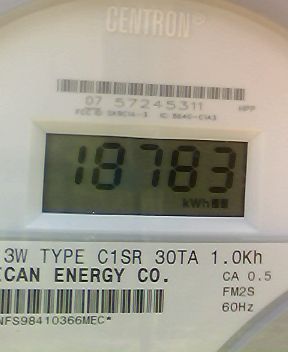 CENTRON®
07 57245311
18783
kWh
3W TYPE C1SR 30TA 1.0Kh
ICAN ENERGY CO.
CA 0.5
FM2S
60Hz
NFS98410366MEC*